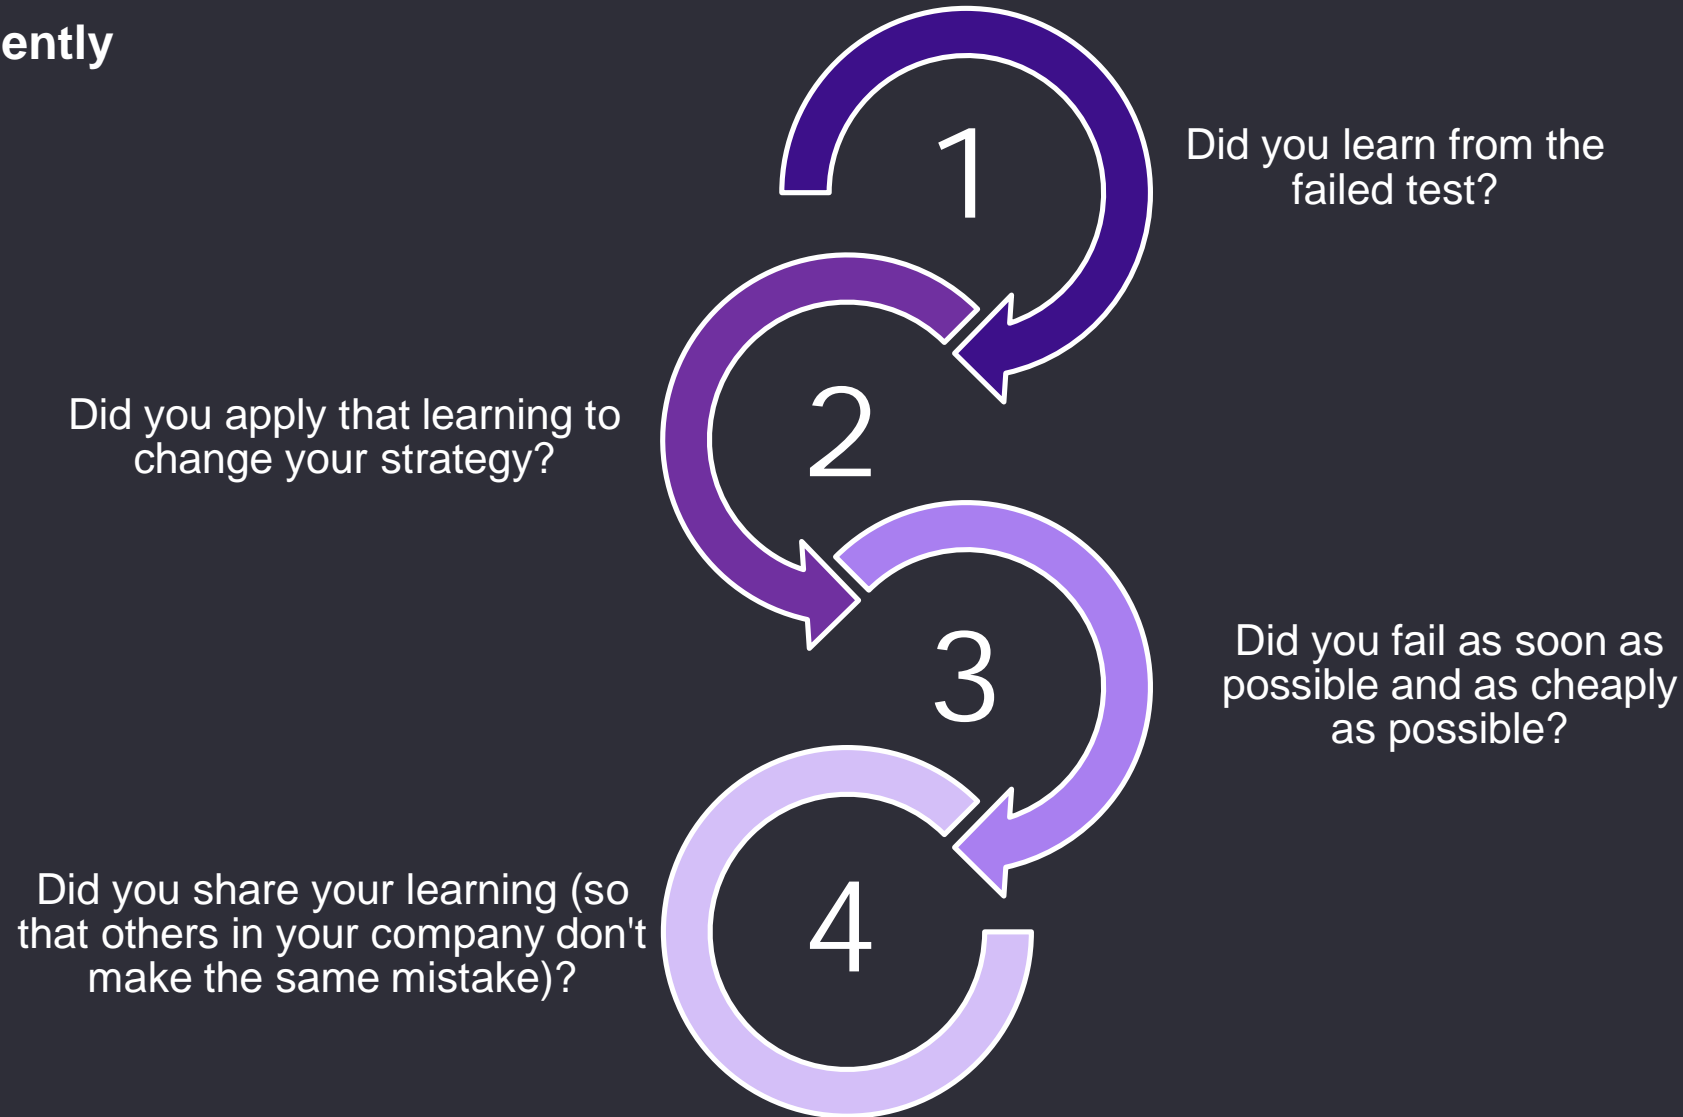 ently
1
Did you learn from the
failed test?
2
Did you apply that learning to
change your strategy?
3
Did you fail as soon as
possible and as cheaply
as possible?
4
Did you share your learning (so
that others in your company don't
make the same mistake)?